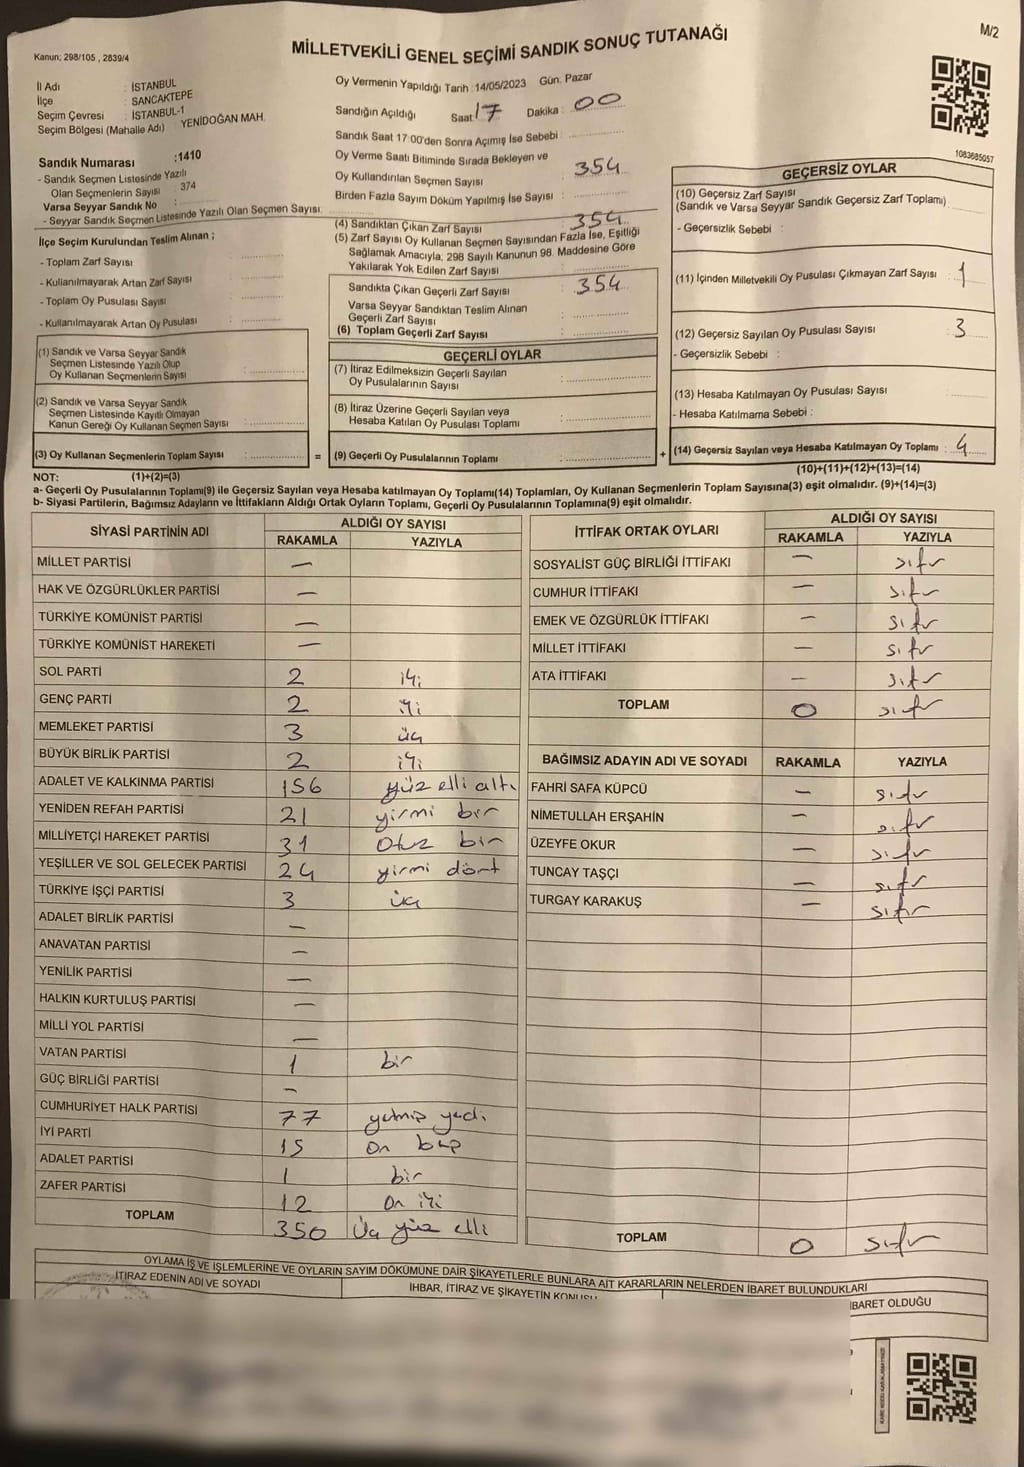 M/2
MİLLETVEKİLİ GENEL SEÇİMİ SANDIK SONUÇ TUTANAĞI
Kanun: 298/105 , 2839/4
İl Adı : İSTANBUL
İlçe : SANCAKTEPE
Seçim Çevresi : İSTANBUL-1
Seçim Bölgesi (Mahalle Adı) YENİDOĞAN MAH.
Sandık Numarası :1410
- Sandık Seçmen Listesinde Yazılı
Olan Seçmenlerin Sayısı 374
Varsa Seyyar Sandık No :
- Seyyar Sandık Seçmen Listesinde Yazılı Olan Seçmen Sayısı:
İlçe Seçim Kurulundan Teslim Alınan ;
- Toplam Zarf Sayısı :
- Kullanılmayarak Artan Zarf Sayısı :
- Toplam Oy Pusulası Sayısı :
- Kullanılmayarak Artan Oy Pusulası :
(1) Sandık ve Varsa Seyyar Sandık
Seçmen Listesinde Yazılı Olup
Oy Kullanan Seçmenlerin Sayısı :
(2) Sandık ve Varsa Seyyar Sandık
Seçmen Listesinde Kayıtlı Olmayan
Kanun Gereği Oy Kullanan Seçmen Sayısı :
(3) Oy Kullanan Seçmenlerin Toplam Sayısı : =
Oy Vermenin Yapıldığı Tarih :14/05/2023 Gün: Pazar
Sandığın Açıldığı Saat : 17 Dakika : 00
Sandık Saat 17:00'den Sonra Açılmış İse Sebebi :
Oy Verme Saati Bitiminde Sırada Bekleyen ve
Oy Kullandırılan Seçmen Sayısı : 354
Birden Fazla Sayım Döküm Yapılmış İse Sayısı :
(4) Sandıktan Çıkan Zarf Sayısı : 354
(5) Zarf Sayısı Oy Kullanan Seçmen Sayısından Fazla İse, Eşitliği
Sağlamak Amacıyla; 298 Sayılı Kanunun 98. Maddesine Göre
Yakılarak Yok Edilen Zarf Sayısı :
Sandıkta Çıkan Geçerli Zarf Sayısı : 354
Varsa Seyyar Sandıktan Teslim Alınan
Geçerli Zarf Sayısı :
(6) Toplam Geçerli Zarf Sayısı :
GEÇERLİ OYLAR
(7) İtiraz Edilmeksizin Geçerli Sayılan
Oy Pusulalarının Sayısı :
(8) İtiraz Üzerine Geçerli Sayılan veya
Hesaba Katılan Oy Pusulası Toplamı :
(9) Geçerli Oy Pusulalarının Toplamı : +
1083685057
GEÇERSİZ OYLAR
(10) Geçersiz Zarf Sayısı
(Sandık ve Varsa Seyyar Sandık Geçersiz Zarf Toplamı) :
- Geçersizlik Sebebi :
(11) İçinden Milletvekili Oy Pusulası Çıkmayan Zarf Sayısı : 1
(12) Geçersiz Sayılan Oy Pusulası Sayısı : 3
- Geçersizlik Sebebi :
(13) Hesaba Katılmayan Oy Pusulası Sayısı :
- Hesaba Katılmama Sebebi :
(14) Geçersiz Sayılan veya Hesaba Katılmayan Oy Toplamı : 4
NOT: (1)+(2)=(3) (10)+(11)+(12)+(13)=(14)
a- Geçerli Oy Pusulalarının Toplamı(9) ile Geçersiz Sayılan veya Hesaba katılmayan Oy Toplamı(14) Toplamları, Oy Kullanan Seçmenlerin Toplam Sayısına(3) eşit olmalıdır. (9)+(14)=(3)
b- Siyasi Partilerin, Bağımsız Adayların ve İttifakların Aldığı Ortak Oyların Toplamı, Geçerli Oy Pusulalarının Toplamına(9) eşit olmalıdır.
SİYASİ PARTİNİN ADI ALDIĞI OY SAYISI
RAKAMLA YAZIYLA
MİLLET PARTİSİ —
HAK VE ÖZGÜRLÜKLER PARTİSİ —
TÜRKİYE KOMÜNİST PARTİSİ —
TÜRKİYE KOMÜNİST HAREKETİ —
SOL PARTİ 2 iki
GENÇ PARTİ 2 iki
MEMLEKET PARTİSİ 3 üç
BÜYÜK BİRLİK PARTİSİ 2 iki
ADALET VE KALKINMA PARTİSİ 156 yüz elli altı
YENİDEN REFAH PARTİSİ 21 yirmi bir
MİLLİYETÇİ HAREKET PARTİSİ 31 Otuz bir
YEŞİLLER VE SOL GELECEK PARTİSİ 24 yirmi dört
TÜRKİYE İŞÇİ PARTİSİ 3 üç
ADALET BİRLİK PARTİSİ —
ANAVATAN PARTİSİ —
YENİLİK PARTİSİ —
HALKIN KURTULUŞ PARTİSİ —
MİLLİ YOL PARTİSİ —
VATAN PARTİSİ 1 bir
GÜÇ BİRLİĞİ PARTİSİ —
CUMHURİYET HALK PARTİSİ 77 yetmiş yedi
İYİ PARTİ 15 On beş
ADALET PARTİSİ 1 bir
ZAFER PARTİSİ 12 On iki
TOPLAM 350 Üç yüz elli
İTTİFAK ORTAK OYLARI ALDIĞI OY SAYISI
RAKAMLA YAZIYLA
SOSYALİST GÜÇ BİRLİĞİ İTTİFAKI — sıfır
CUMHUR İTTİFAKI — sıfır
EMEK VE ÖZGÜRLÜK İTTİFAKI — sıfır
MİLLET İTTİFAKI — sıfır
ATA İTTİFAKI — sıfır
TOPLAM 0 sıfır
BAĞIMSIZ ADAYIN ADI VE SOYADI RAKAMLA YAZIYLA
FAHRİ SAFA KÜPCÜ — sıfır
NİMETULLAH ERŞAHİN — sıfır
ÜZEYFE OKUR — sıfır
TUNCAY TAŞÇI — sıfır
TURGAY KARAKUŞ — sıfır
TOPLAM 0 sıfır
OYLAMA İŞ VE İŞLEMLERİNE VE OYLARIN SAYIM DÖKÜMÜNE DAİR ŞİKAYETLERLE BUNLARA AİT KARARLARIN NELERDEN İBARET BULUNDUKLARI
İTİRAZ EDENİN ADI VE SOYADI İHBAR, İTİRAZ VE ŞİKAYETİN KONUSU İBARET OLDUĞU